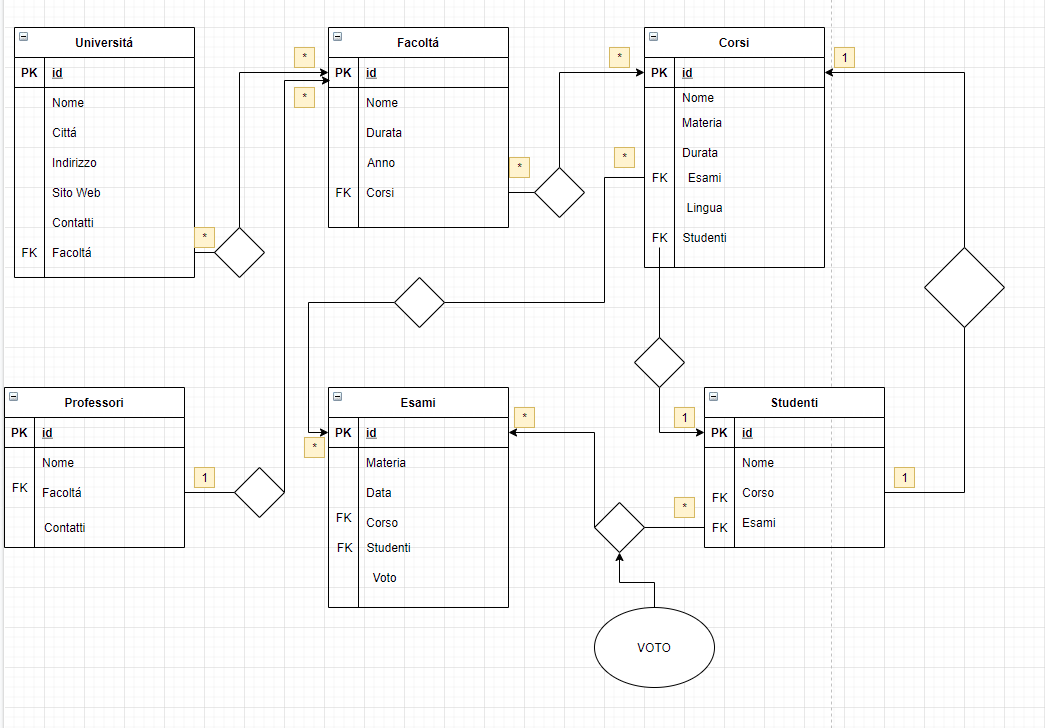 Universitá
PK id
Nome
Cittá
Indirizzo
Sito Web
Contatti
FK Facoltá
*
*
*
Facoltá
PK id
Nome
Durata
Anno
FK Corsi
*
*
Corsi
PK id
Nome
Materia
Durata
FK Esami
Lingua
FK Studenti
*
1
Professori
PK id
Nome
FK Facoltá
Contatti
1
Esami
PK id
Materia
Data
FK Corso
FK Studenti
Voto
*
*
*
1
Studenti
PK id
Nome
FK Corso
FK Esami
1
VOTO